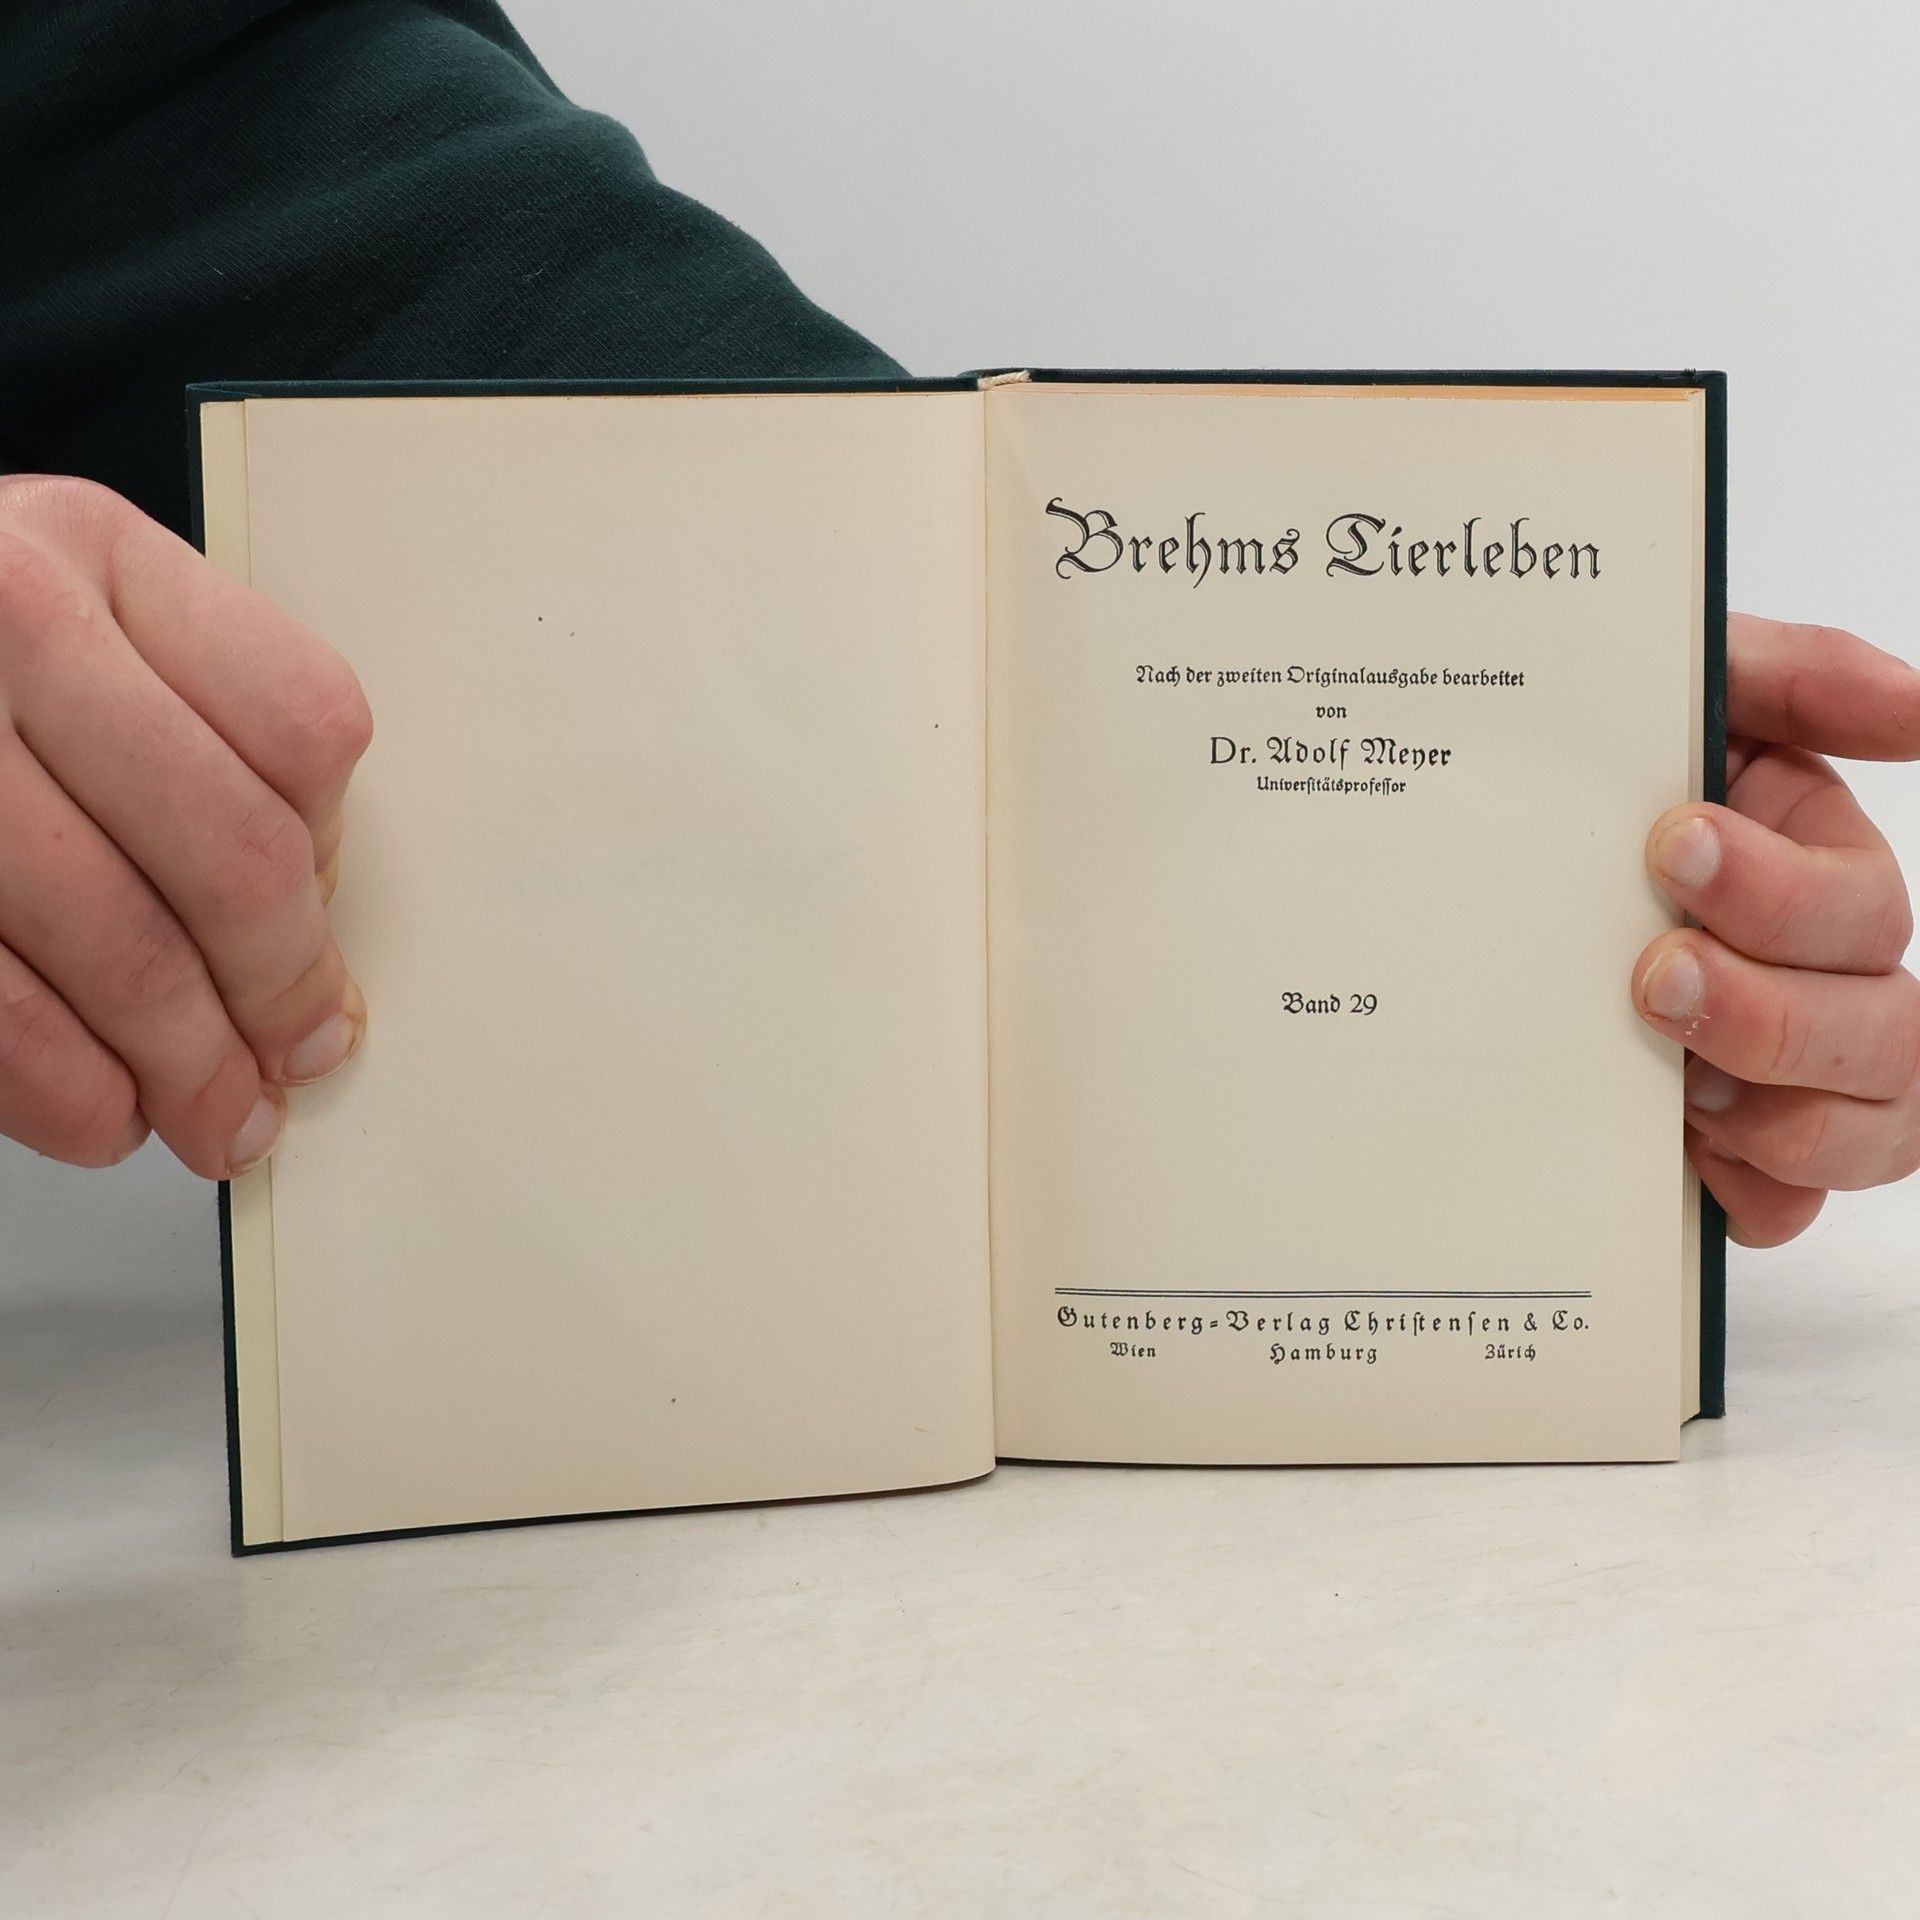 Brehms Tierleben
Nach der zweiten Originalausgabe bearbeitet
von
Dr. Adolf Meyer
Universitätsprofessor
Band 29
Gutenberg-Verlag Christensen & Co.
Wien Hamburg Zürich